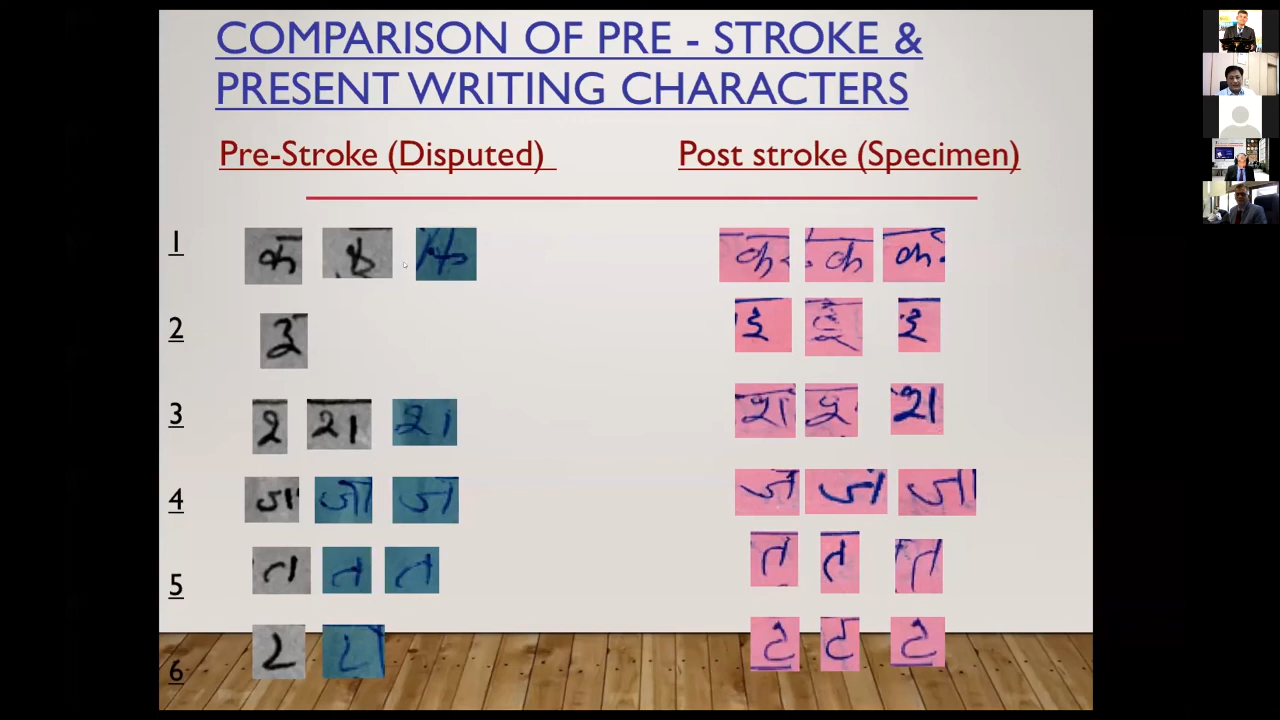 COMPARISON OF PRE - STROKE &
PRESENT WRITING CHARACTERS
Pre-Stroke (Disputed) Post stroke (Specimen)
1 क क क क
2 इ इ इ
3 श शा शा शा श शा
4 जा जा ज ज जा जा
5 त त त त त त
6 ट ट ट